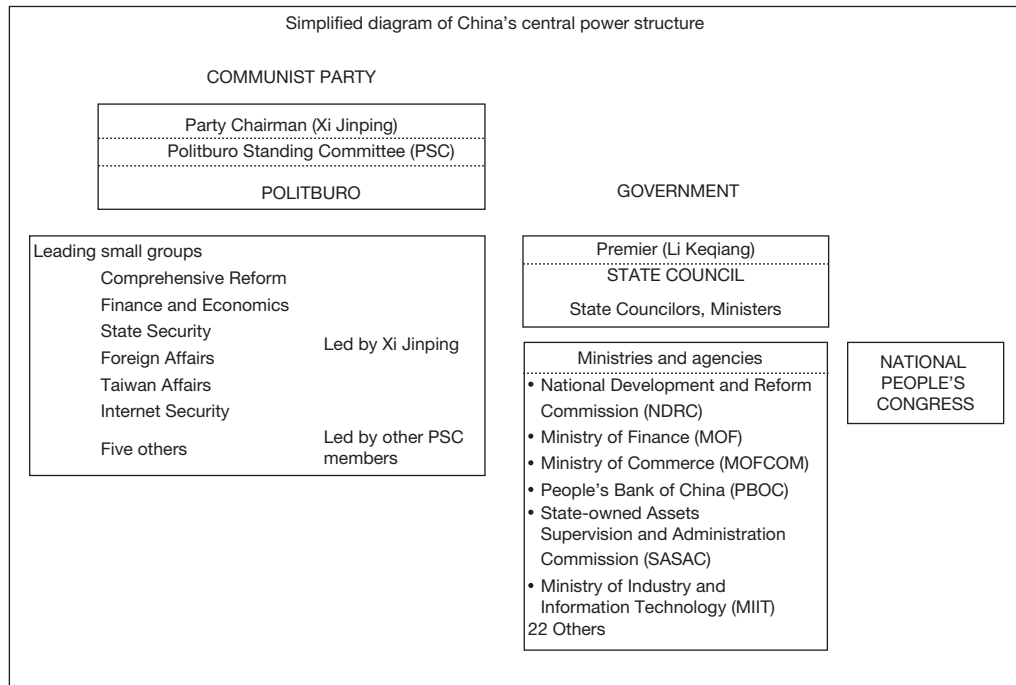 Simplified diagram of China's central power structure
COMMUNIST PARTY
Party Chairman (Xi Jinping)
Politburo Standing Committee (PSC)
POLITBURO
Leading small groups
Comprehensive Reform
Finance and Economics
State Security
Foreign Affairs
Taiwan Affairs
Internet Security
Led by Xi Jinping
Five others
Led by other PSC
members
GOVERNMENT
Premier (Li Keqiang)
STATE COUNCIL
State Councilors, Ministers
Ministries and agencies
• National Development and Reform
Commission (NDRC)
• Ministry of Finance (MOF)
• Ministry of Commerce (MOFCOM)
• People's Bank of China (PBOC)
• State-owned Assets
Supervision and Administration
Commission (SASAC)
• Ministry of Industry and
Information Technology (MIIT)
22 Others
NATIONAL
PEOPLE'S
CONGRESS